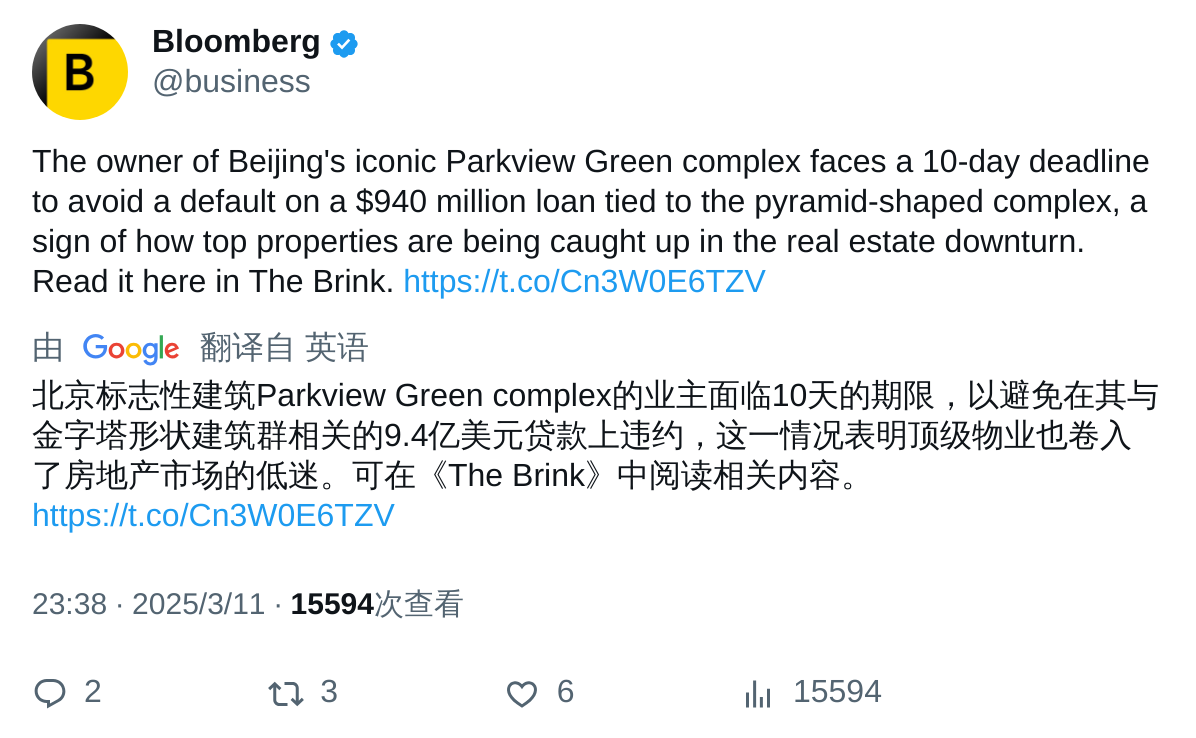 B
Bloomberg
@business
The owner of Beijing's iconic Parkview Green complex faces a 10-day deadline
to avoid a default on a $940 million loan tied to the pyramid-shaped complex, a
sign of how top properties are being caught up in the real estate downturn.
Read it here in The Brink. https://t.co/Cn3W0E6TZV
由 Google 翻译自 英语
北京标志性建筑Parkview Green complex的业主面临10天的期限，以避免在其与
金字塔形状建筑群相关的9.4亿美元贷款上违约，这一情况表明顶级物业也卷入
了房地产市场的低迷。可在《The Brink》中阅读相关内容。
https://t.co/Cn3W0E6TZV
23:38 · 2025/3/11 · 15594次查看
2 3 6 15594